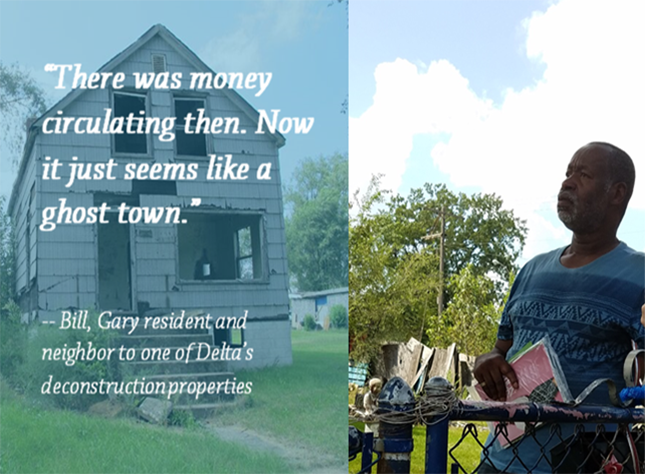 “There was money
circulating then. Now
it just seems like a
ghost town.”
-- Bill, Gary resident and
neighbor to one of Delta's
deconstruction properties